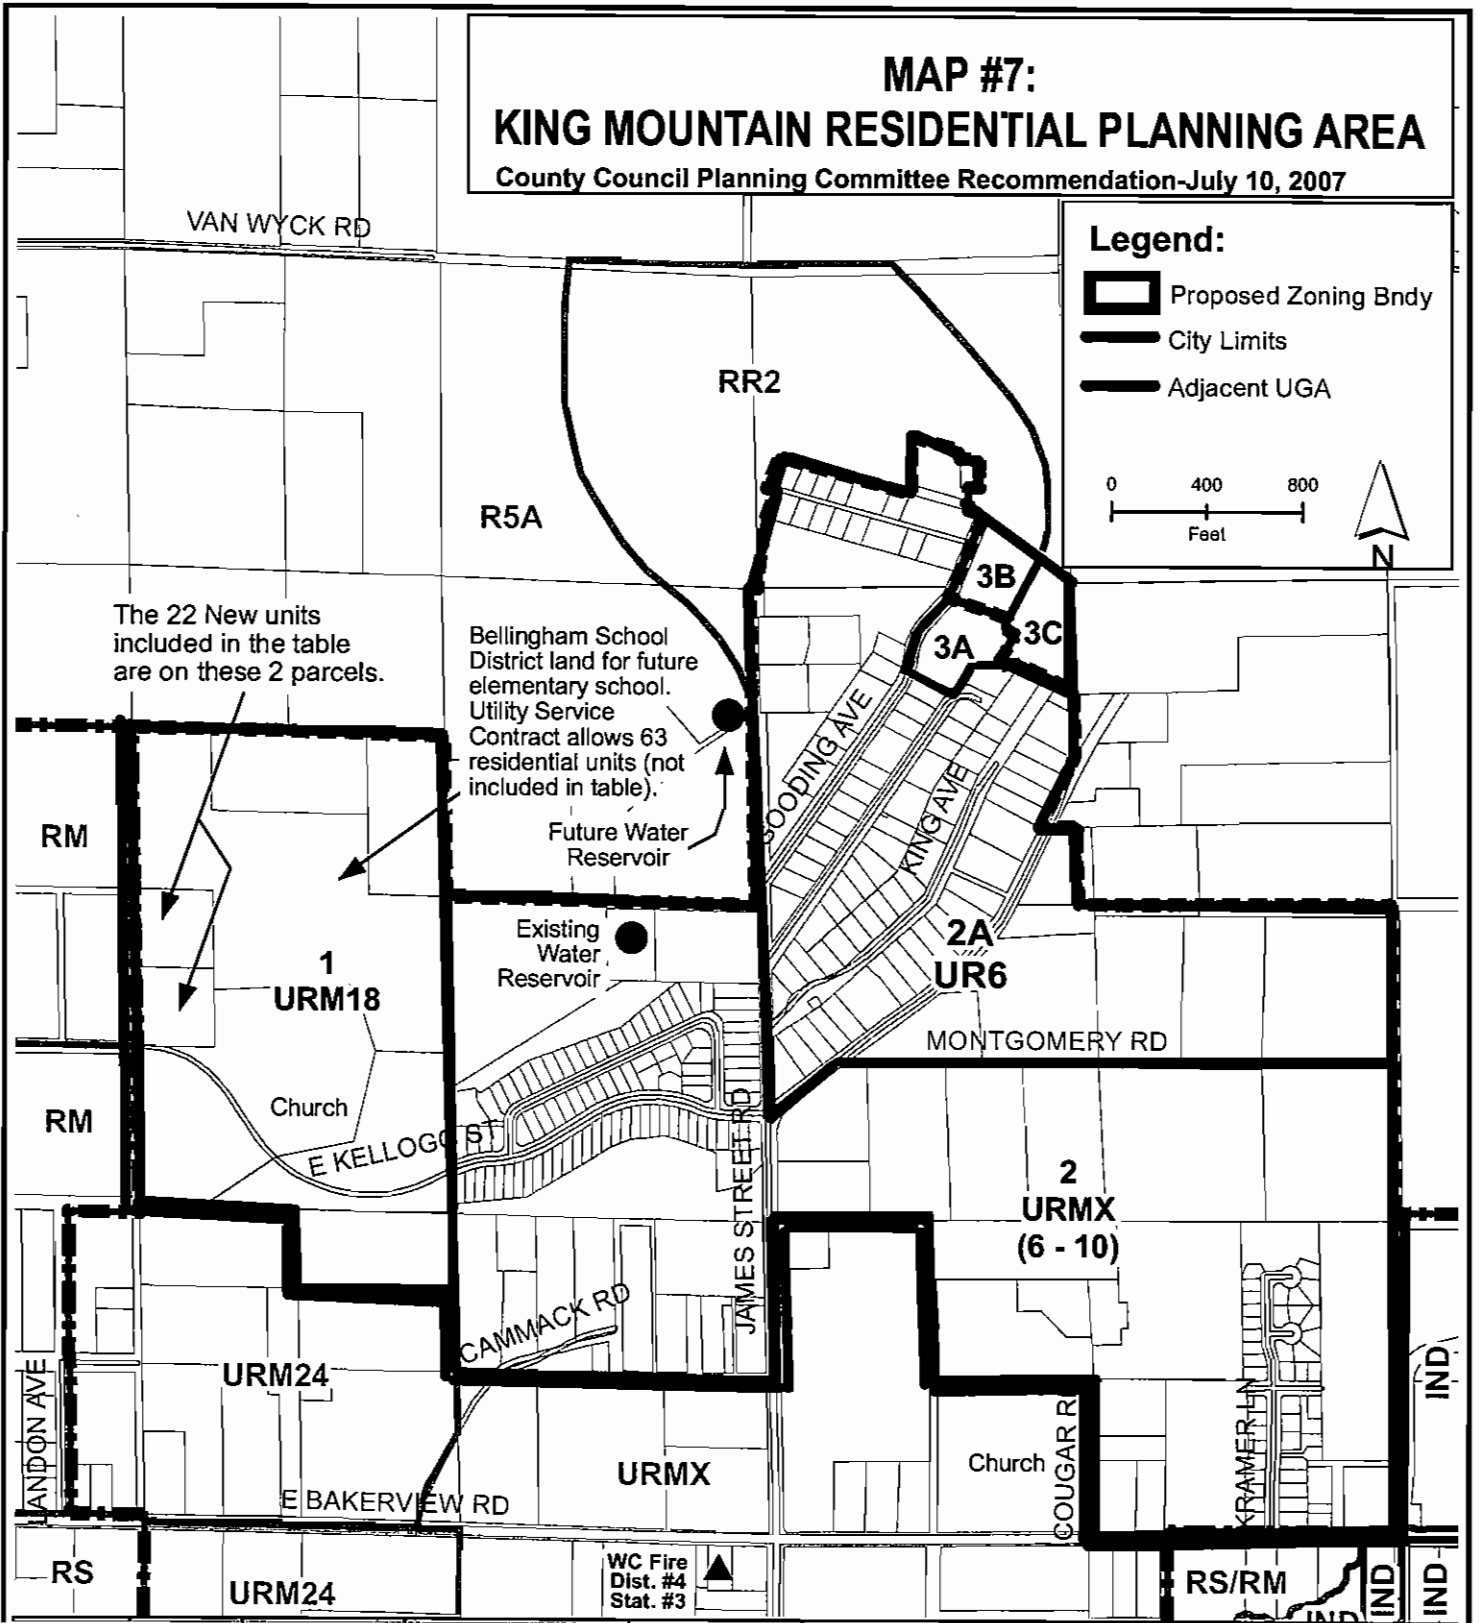 MAP #7:
KING MOUNTAIN RESIDENTIAL PLANNING AREA
County Council Planning Committee Recommendation-July 10, 2007
VAN WYCK RD
Legend:
Proposed Zoning Bndy
City Limits
Adjacent UGA
0 400 800
Feet
N
RR2
R5A
3B
3C
3A
The 22 New units
included in the table
are on these 2 parcels.
Bellingham School
District land for future
elementary school.
Utility Service
Contract allows 63
residential units (not
included in table).
Future Water
Reservoir
GOODING AVE
KING AVE
RM
Existing
Water
Reservoir
1
URM18
2A
UR6
MONTGOMERY RD
RM
Church
E KELLOGG ST
JAMES STREET RD
2
URMX
(6 - 10)
CAMMACK RD
URM24
LANDON AVE
URMX
Church
COUGAR R
KRAMER LN
IND
E BAKERVIEW RD
RS
URM24
WC Fire
Dist. #4
Stat. #3
RS/RM
IND
IND
IND